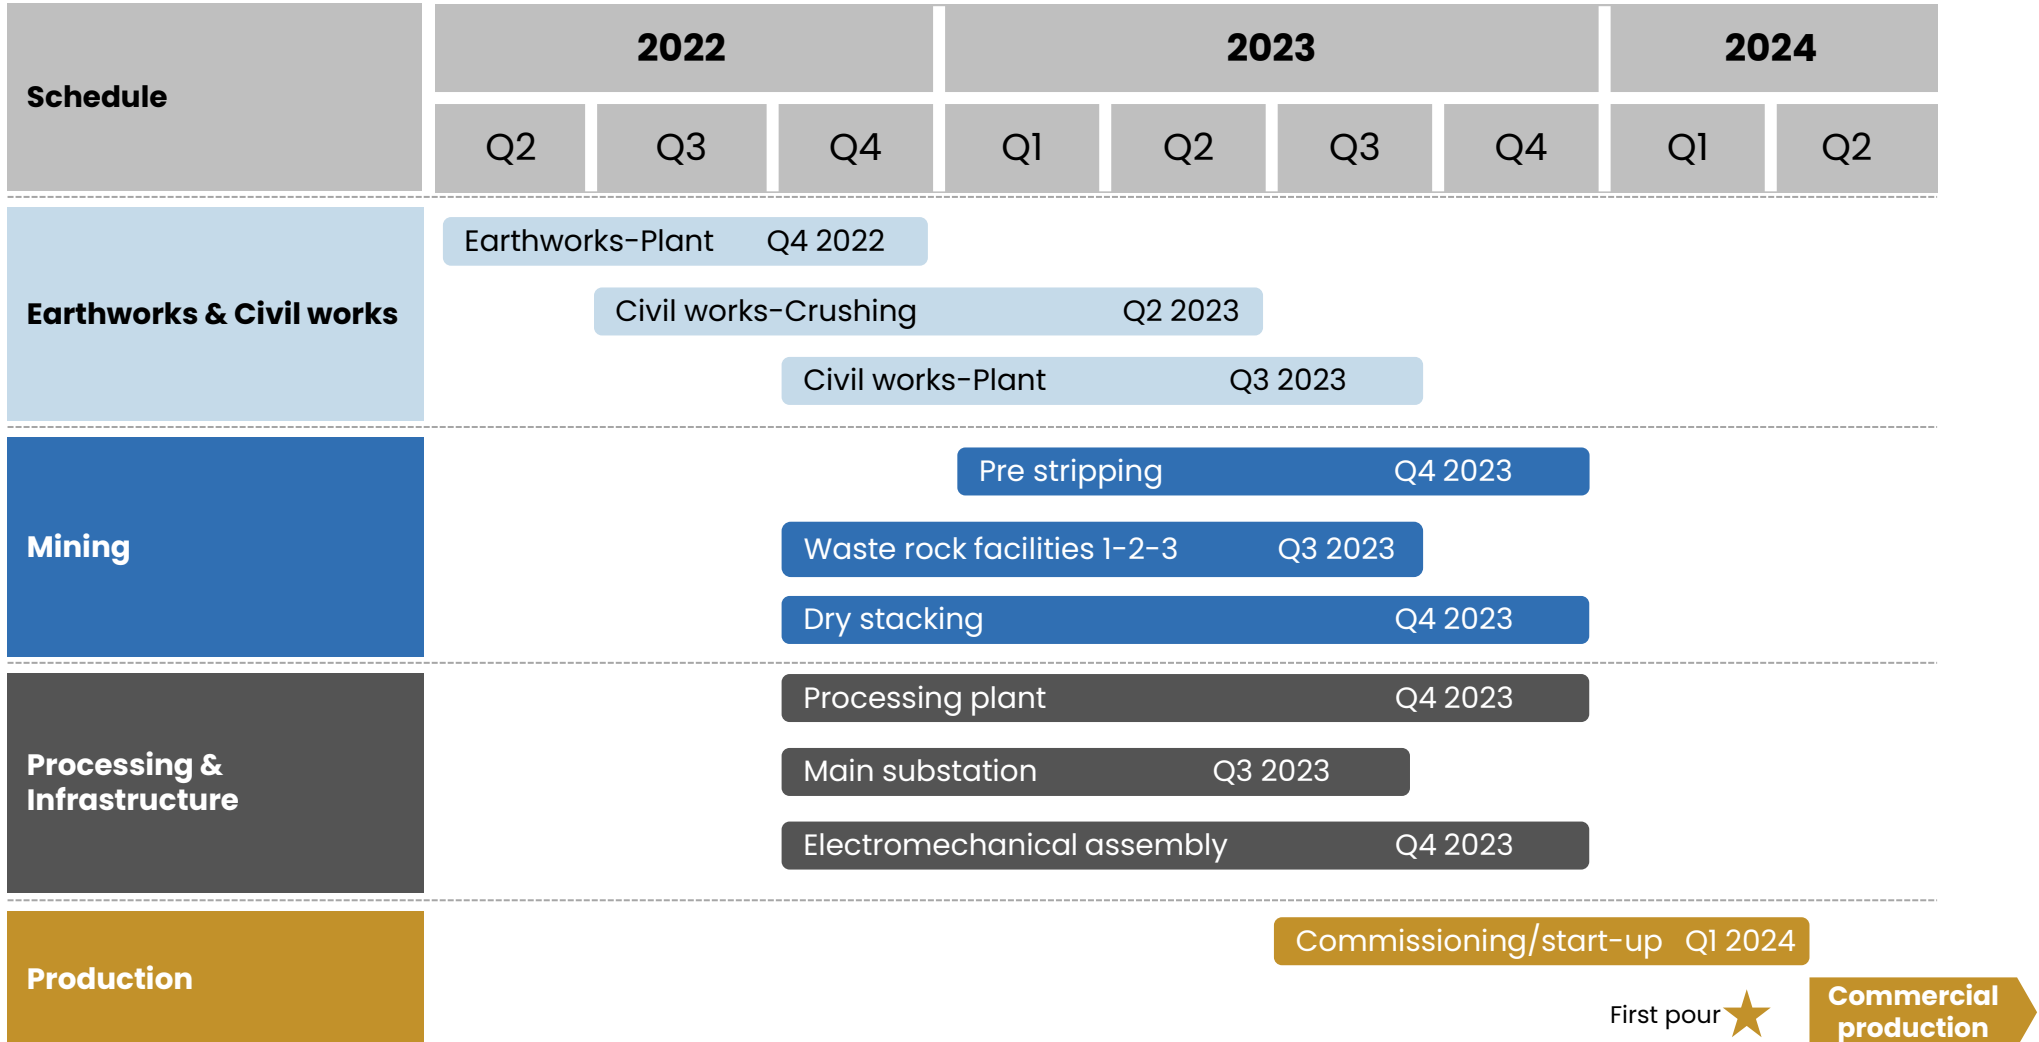 Schedule
2022
2023
2024
Q2
Q3
Q4
Q1
Q2
Q3
Q4
Q1
Q2
Earthworks & Civil works
Earthworks-Plant Q4 2022
Civil works-Crushing Q2 2023
Civil works-Plant Q3 2023
Mining
Pre stripping Q4 2023
Waste rock facilities 1-2-3 Q3 2023
Dry stacking Q4 2023
Processing &
Infrastructure
Processing plant Q4 2023
Main substation Q3 2023
Electromechanical assembly Q4 2023
Production
Commissioning/start-up Q1 2024
First pour
Commercial
production